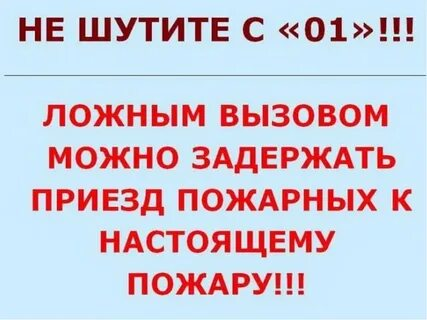 НЕ ШУТИТЕ С «01»!!!
ЛОЖНЫМ ВЫЗОВОМ
МОЖНО ЗАДЕРЖАТЬ
ПРИЕЗД ПОЖАРНЫХ К
НАСТОЯЩЕМУ
ПОЖАРУ!!!